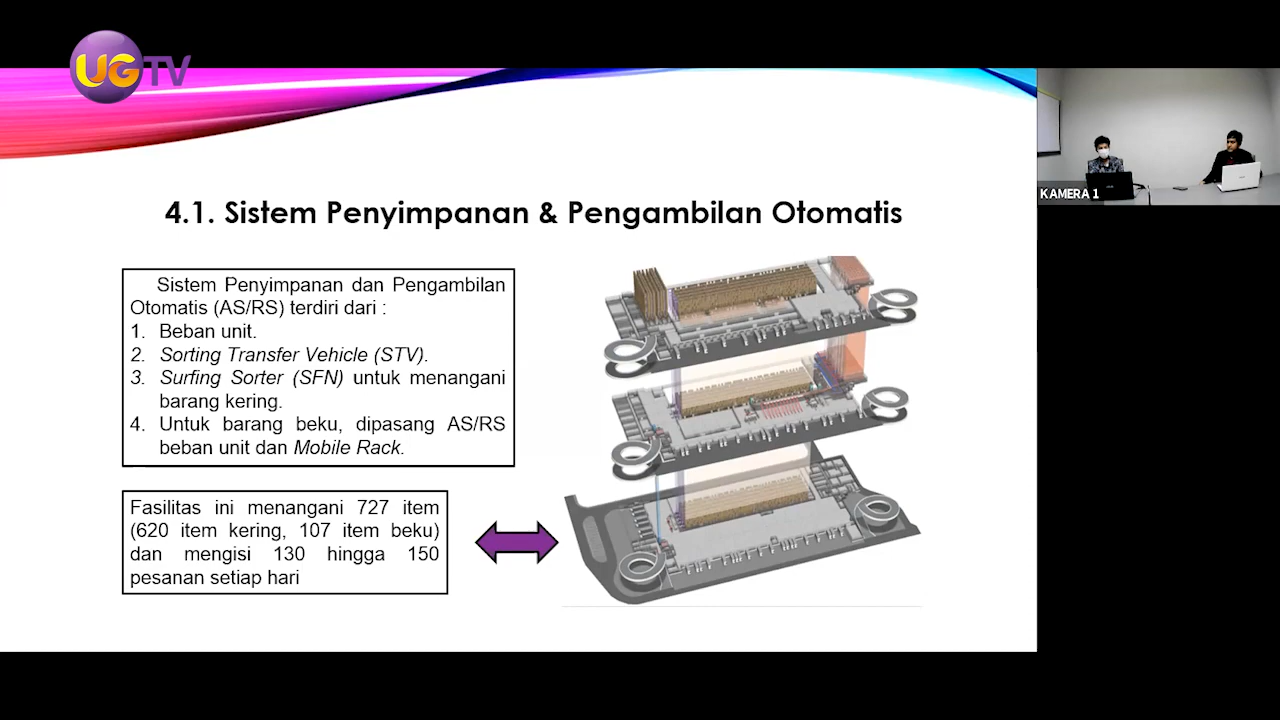 UGTV
KAMERA 1
4.1. Sistem Penyimpanan & Pengambilan Otomatis
Sistem Penyimpanan dan Pengambilan
Otomatis (AS/RS) terdiri dari :
1. Beban unit.
2. Sorting Transfer Vehicle (STV).
3. Surfing Sorter (SFN) untuk menangani
barang kering.
4. Untuk barang beku, dipasang AS/RS
beban unit dan Mobile Rack.
Fasilitas ini menangani 727 item
(620 item kering, 107 item beku)
dan mengisi 130 hingga 150
pesanan setiap hari